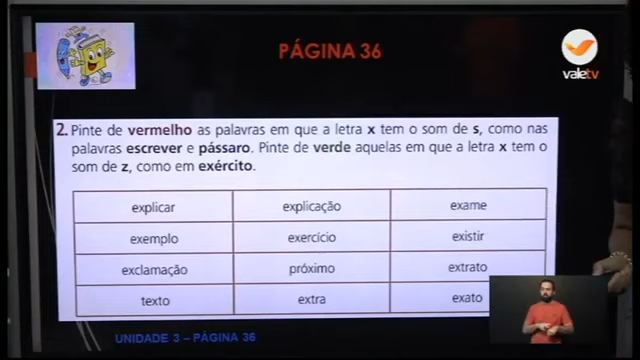 PÁGINA 36
valetv
2. Pinte de vermelho as palavras em que a letra x tem o som de s, como nas
palavras escrever e pássaro. Pinte de verde aquelas em que a letra x tem o
som de z, como em exército.
explicar explicação exame
exemplo exercício existir
exclamação próximo extrato
texto extra exato
UNIDADE 3 – PÁGINA 36